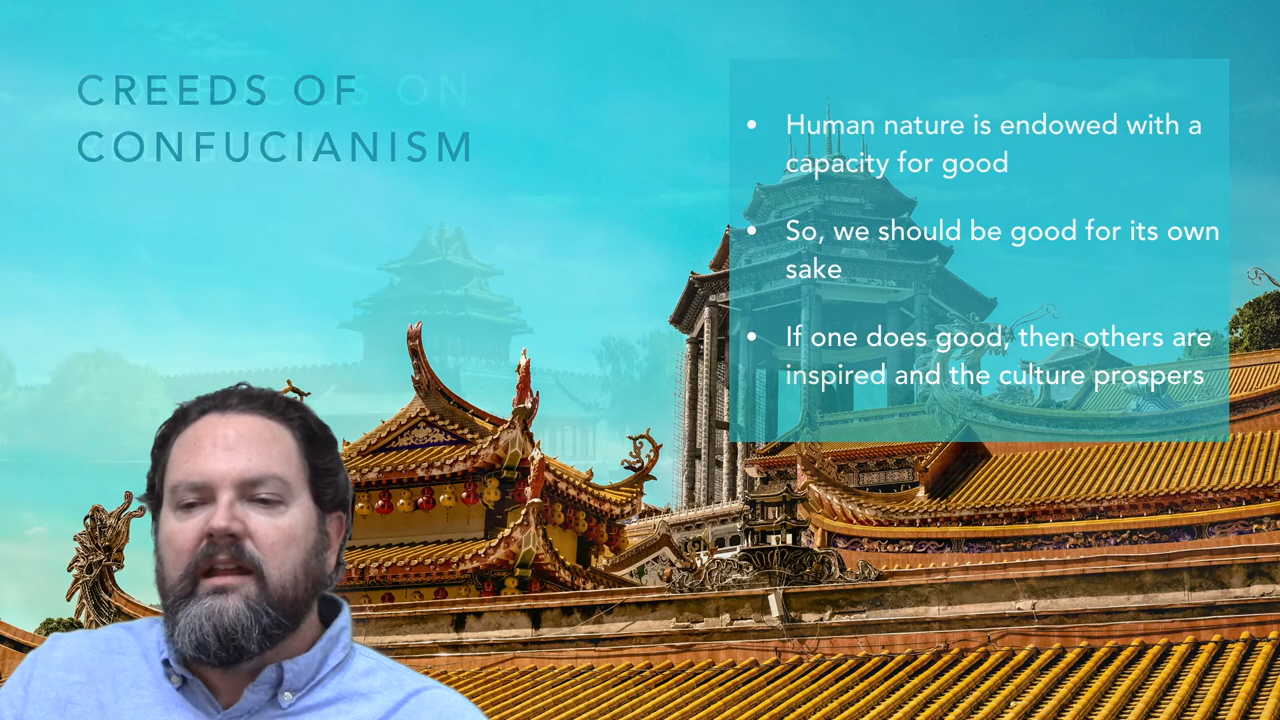 CREEDS OF
CONFUCIANISM
• Human nature is endowed with a
capacity for good
• So, we should be good for its own
sake
• If one does good, then others are
inspired and the culture prospers